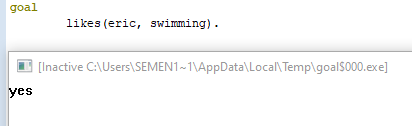 goal
likes(eric, swimming).
[Inactive C:\Users\SEMEN1~1\AppData\Local\Temp\goal$000.exe]
yes